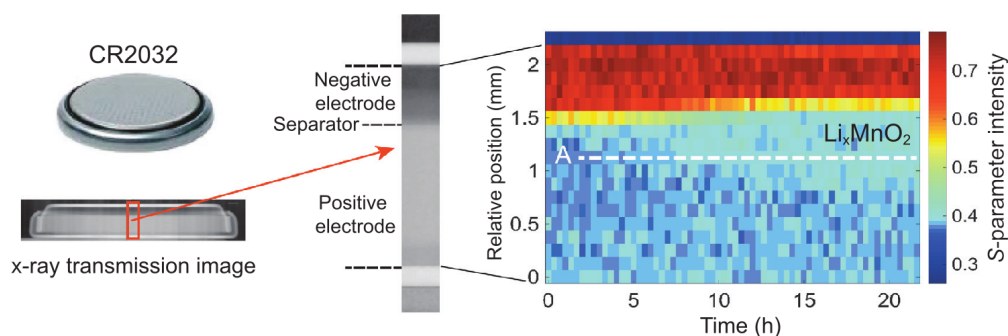 CR2032
x-ray transmission image
Negative
electrode
Separator
Positive
electrode
Relative position (mm)
2
1.5
1
0.5
0
A
LiₓMnO₂
0 5 10 15 20
Time (h)
0.7
0.6
0.5
0.4
0.3
S-parameter intensity